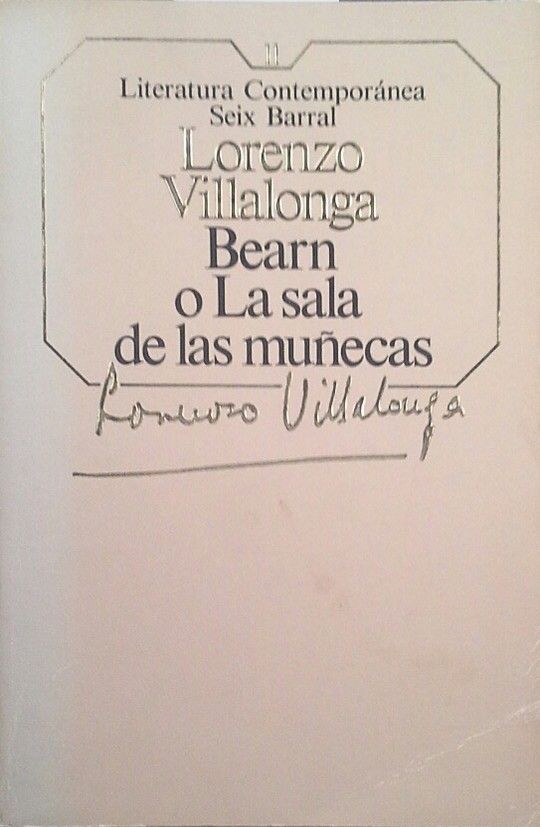 11
Literatura Contemporánea
Seix Barral
Lorenzo
Villalonga
Bearn
o La sala
de las muñecas
Lorenzo Villalonga